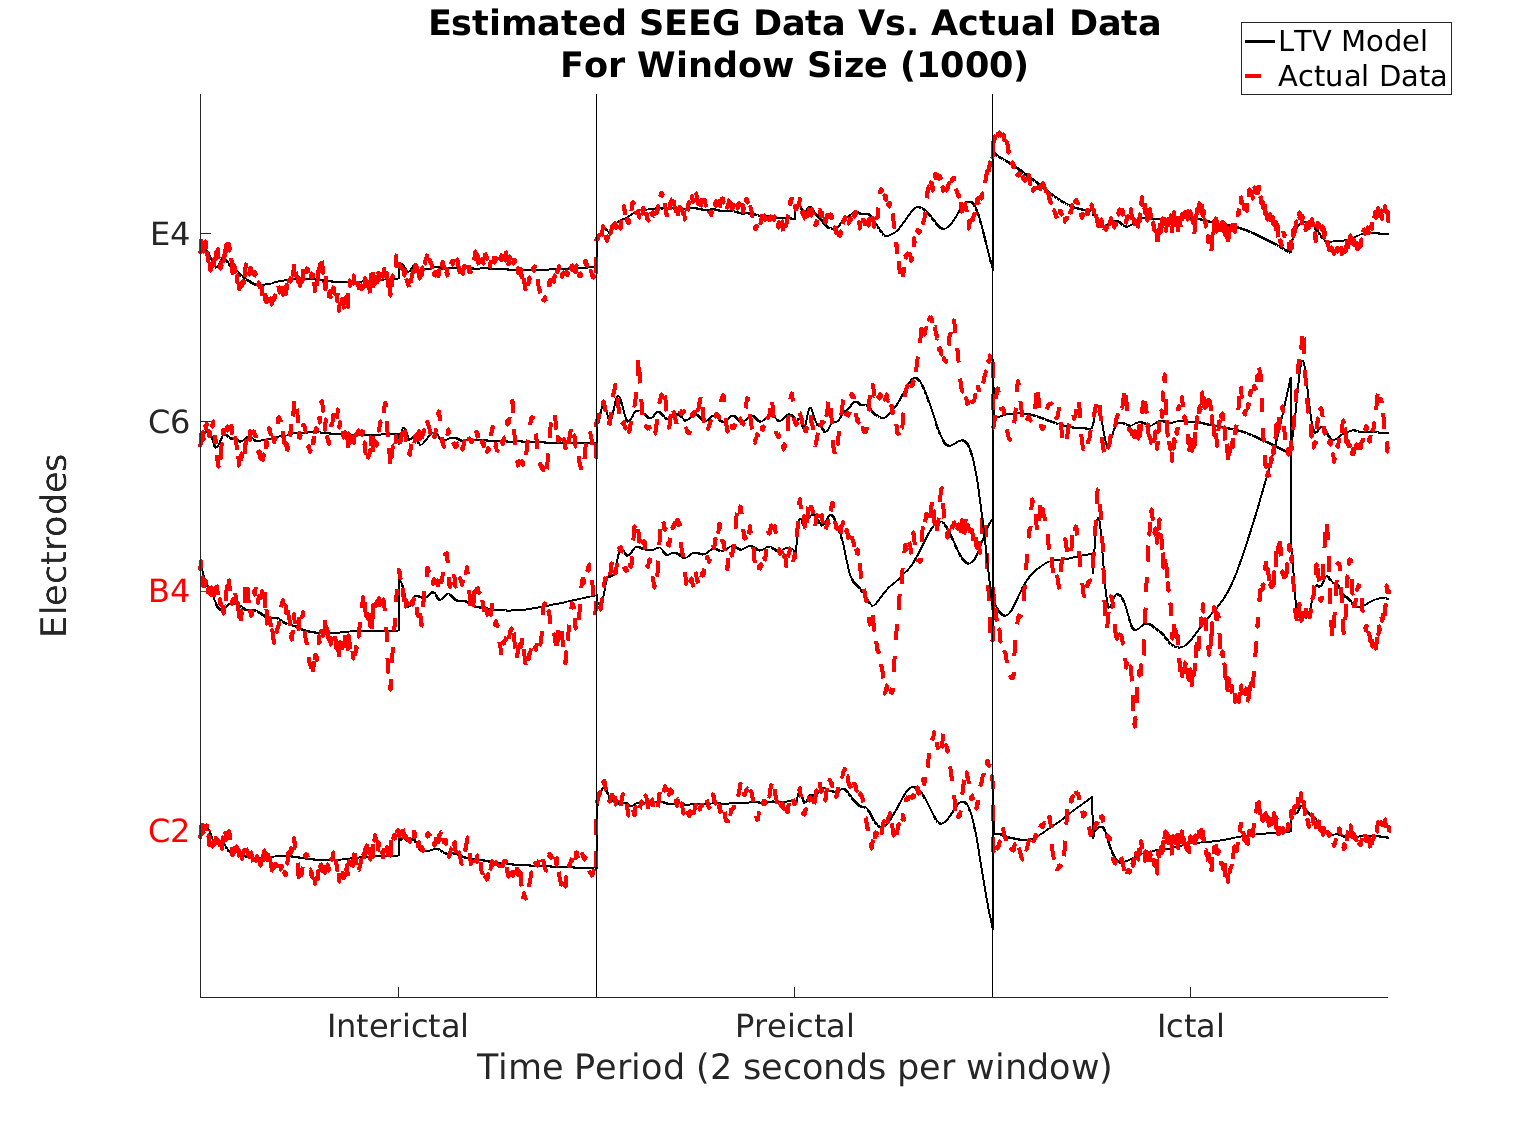 Estimated SEEG Data Vs. Actual Data
For Window Size (1000)
LTV Model
Actual Data
E4
C6
B4
C2
Electrodes
Interictal
Preictal
Ictal
Time Period (2 seconds per window)